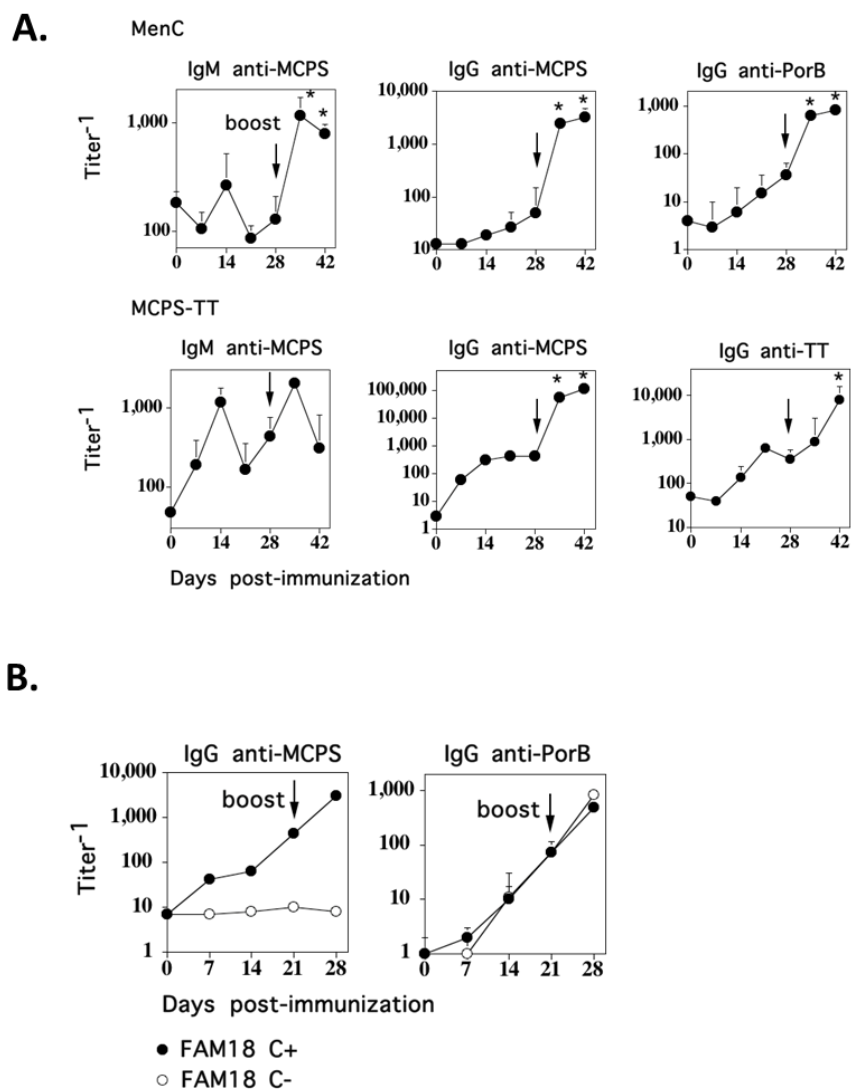 A.
MenC
IgM anti-MCPS
IgG anti-MCPS
IgG anti-PorB
Titer-1
1,000
100
boost
* *
0 14 28 42
10,000
1,000
100
10
* *
0 14 28 42
1,000
100
10
1
* *
0 14 28 42
MCPS-TT
IgM anti-MCPS
IgG anti-MCPS
IgG anti-TT
Titer-1
1,000
100
0 14 28 42
100,000
10,000
1,000
100
10
1
* *
0 14 28 42
10,000
1,000
100
10
*
0 14 28 42
Days post-immunization
B.
IgG anti-MCPS
IgG anti-PorB
Titer-1
10,000
1,000
100
10
1
boost
0 7 14 21 28
1,000
100
10
1
boost
0 7 14 21 28
Days post-immunization
● FAM18 C+
○ FAM18 C-